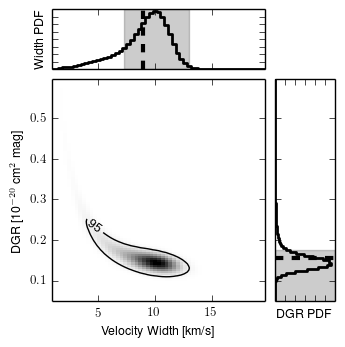 Width PDF
0.5
0.4
0.3
0.2
0.1
DGR [10⁻²⁰ cm² mag]
95
5
10
15
Velocity Width [km/s]
DGR PDF